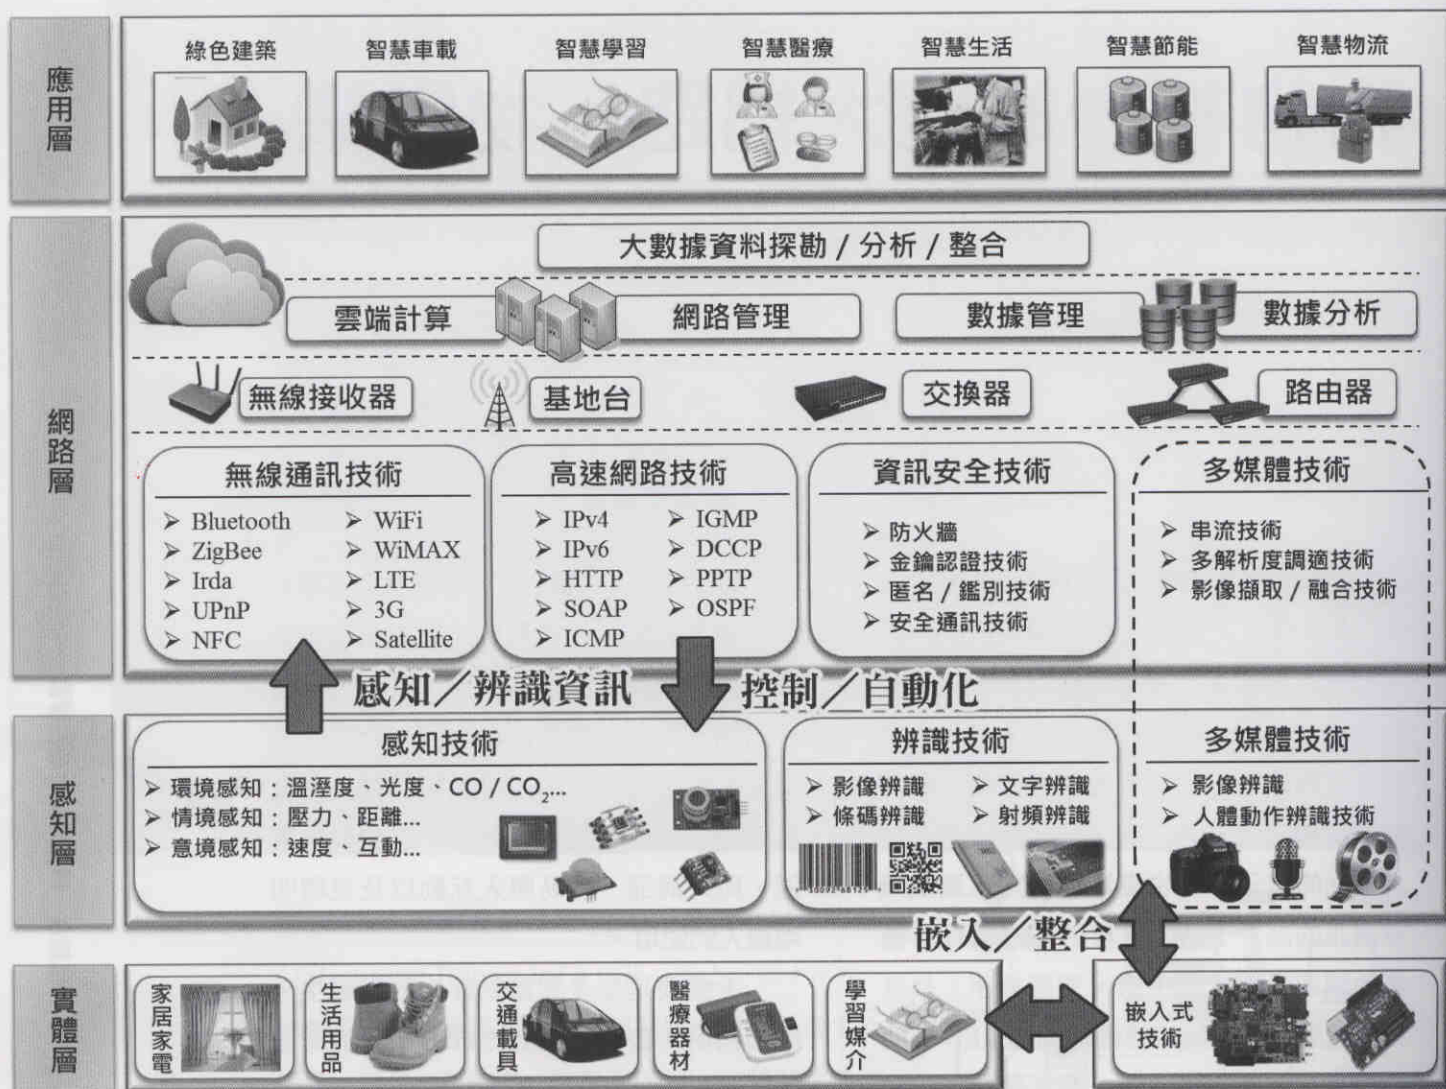 應用層
綠色建築
智慧車載
智慧學習
智慧醫療
智慧生活
智慧節能
智慧物流
網路層
大數據資料探勘 / 分析 / 整合
雲端計算
網路管理
數據管理
數據分析
無線接收器
基地台
交換器
路由器
無線通訊技術
➢ Bluetooth ➢ WiFi
➢ ZigBee ➢ WiMAX
➢ Irda ➢ LTE
➢ UPnP ➢ 3G
➢ NFC ➢ Satellite
高速網路技術
➢ IPv4 ➢ IGMP
➢ IPv6 ➢ DCCP
➢ HTTP ➢ PPTP
➢ SOAP ➢ OSPF
➢ ICMP
資訊安全技術
➢ 防火牆
➢ 金鑰認證技術
➢ 匿名 / 鑑別技術
➢ 安全通訊技術
多媒體技術
➢ 串流技術
➢ 多解析度調適技術
➢ 影像擷取 / 融合技術
感知／辨識資訊
控制／自動化
感知層
感知技術
➢ 環境感知：溫溼度、光度、CO / CO₂...
➢ 情境感知：壓力、距離...
➢ 意境感知：速度、互動...
辨識技術
➢ 影像辨識 ➢ 文字辨識
➢ 條碼辨識 ➢ 射頻辨識
多媒體技術
➢ 影像辨識
➢ 人體動作辨識技術
嵌入／整合
實體層
家居家電
生活用品
交通載具
醫療器材
學習媒介
嵌入式
技術